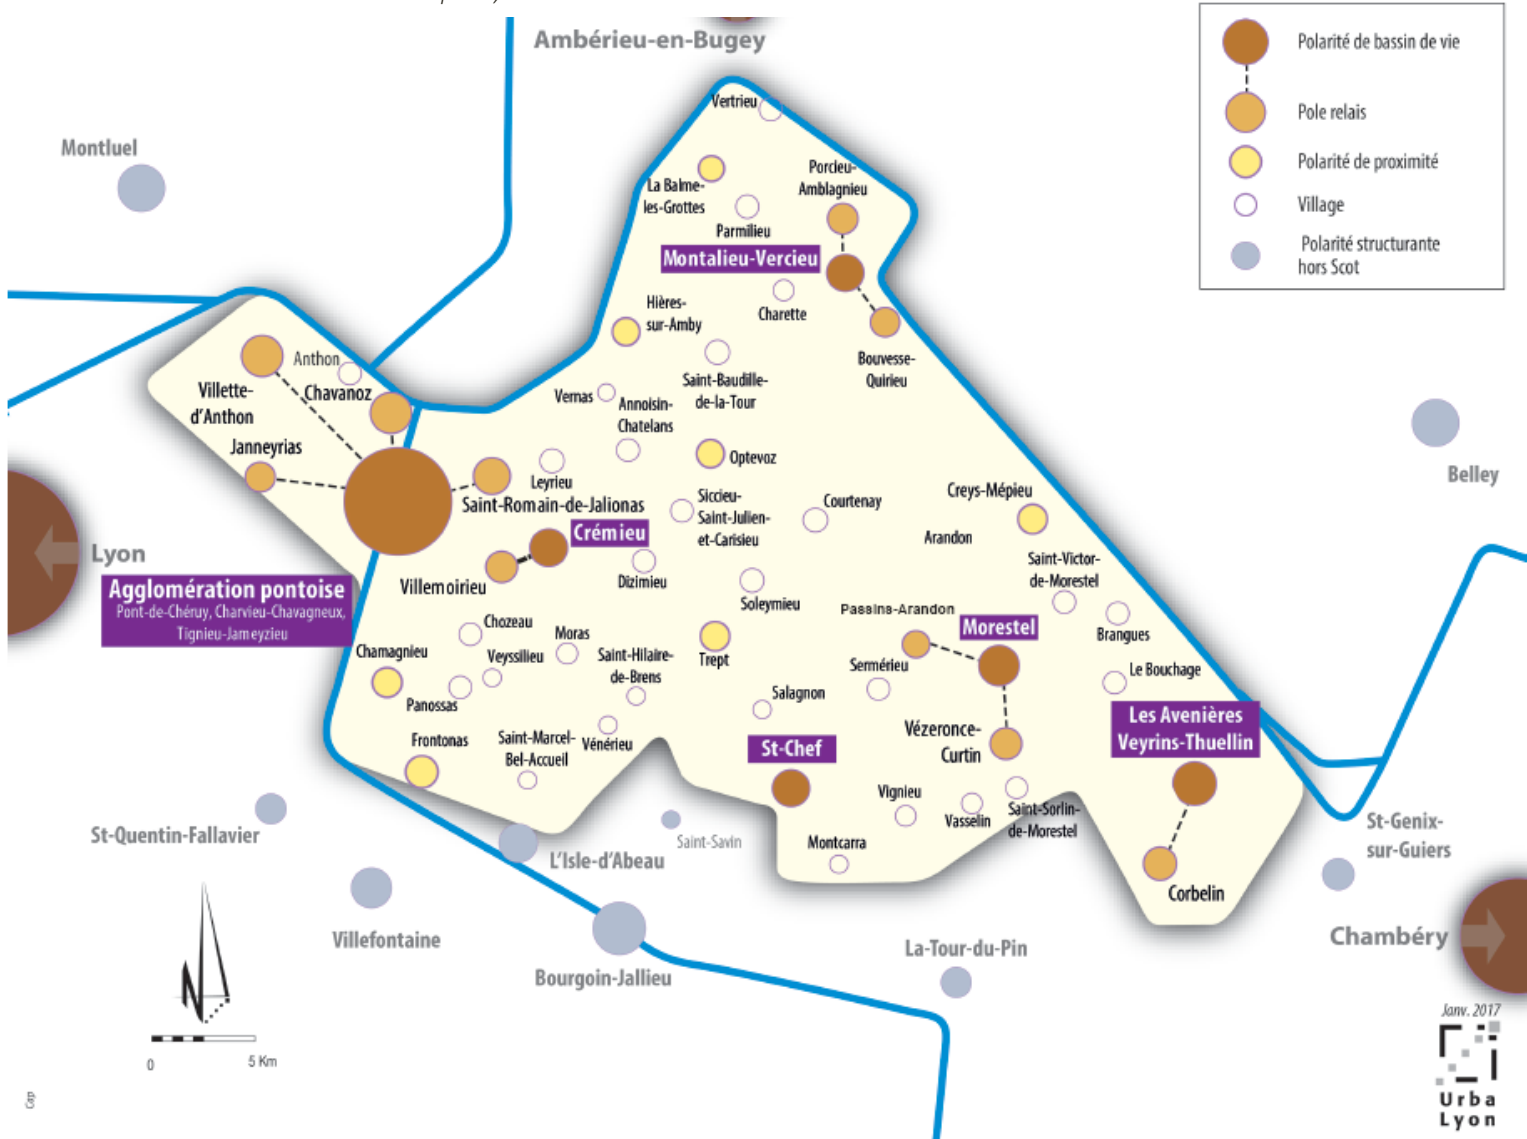 Ambérieu-en-Bugey
Polarité de bassin de vie
Pole relais
Polarité de proximité
Village
Polarité structurante
hors Scot
Montluel
Vertrieu
La Balme-
les-Grottes
Porcieu-
Amblagnieu
Parmilieu
Montalieu-Vercieu
Charette
Hières-
sur-Amby
Bouvesse-
Quirieu
Saint-Baudille-
de-la-Tour
Anthon
Chavanoz
Villette-
d'Anthon
Janneyrias
Vernas
Annoisin-
Chatelans
Leyrieu
Optevoz
Belley
Saint-Romain-de-Jalionas
Siccieu-
Saint-Julien-
et-Carisieu
Courtenay
Creys-Mépieu
Arandon
Crémieu
Lyon
Villemoirieu
Dizimieu
Saint-Victor-
de-Morestel
Agglomération pontoise
Pont-de-Chéruy, Charvieu-Chavagneux,
Tignieu-Jameyzieu
Soleymieu
Passins-Arandon
Morestel
Brangues
Chozeau
Moras
Chamagnieu
Veyssilieu
Saint-Hilaire-
de-Brens
Trept
Sermérieu
Le Bouchage
Panossas
Salagnon
Les Avenières
Veyrins-Thuellin
Frontonas
Saint-Marcel-
Bel-Accueil
Vénérieu
St-Chef
Vézeronce-
Curtin
Vignieu
Vasselin
Saint-Sorlin-
de-Morestel
Montcarra
St-Quentin-Fallavier
L'Isle-d'Abeau
Saint-Savin
St-Genix-
sur-Guiers
Corbelin
Villefontaine
Bourgoin-Jallieu
La-Tour-du-Pin
Chambéry
N
0
5 Km
Janv. 2017
Urba
Lyon